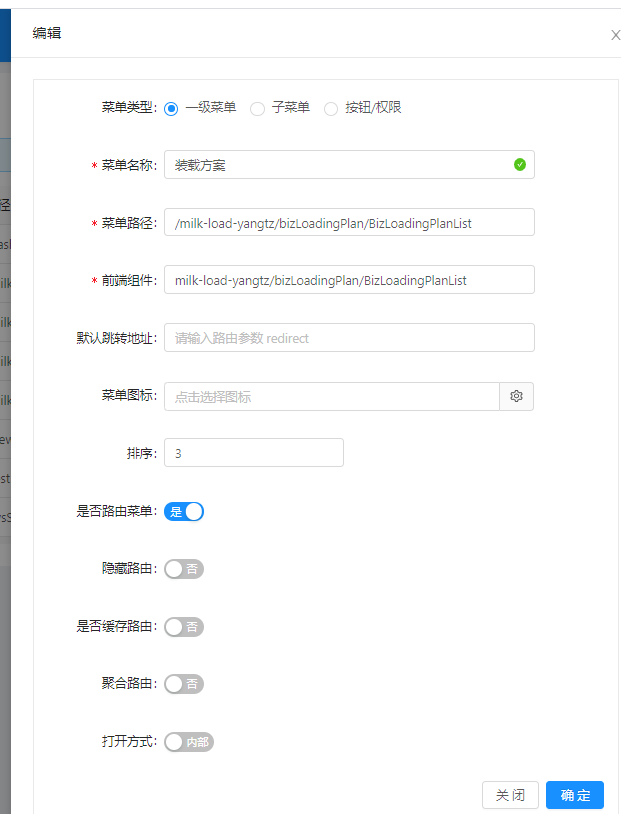 编辑
菜单类型: 一级菜单 子菜单 按钮/权限
* 菜单名称: 装载方案
* 菜单路径: /milk-load-yangtz/bizLoadingPlan/BizLoadingPlanList
* 前端组件: milk-load-yangtz/bizLoadingPlan/BizLoadingPlanList
默认跳转地址: 请输入路由参数 redirect
菜单图标: 点击选择图标
排序: 3
是否路由菜单: 是
隐藏路由: 否
是否缓存路由: 否
聚合路由: 否
打开方式: 内部
关 闭 确 定